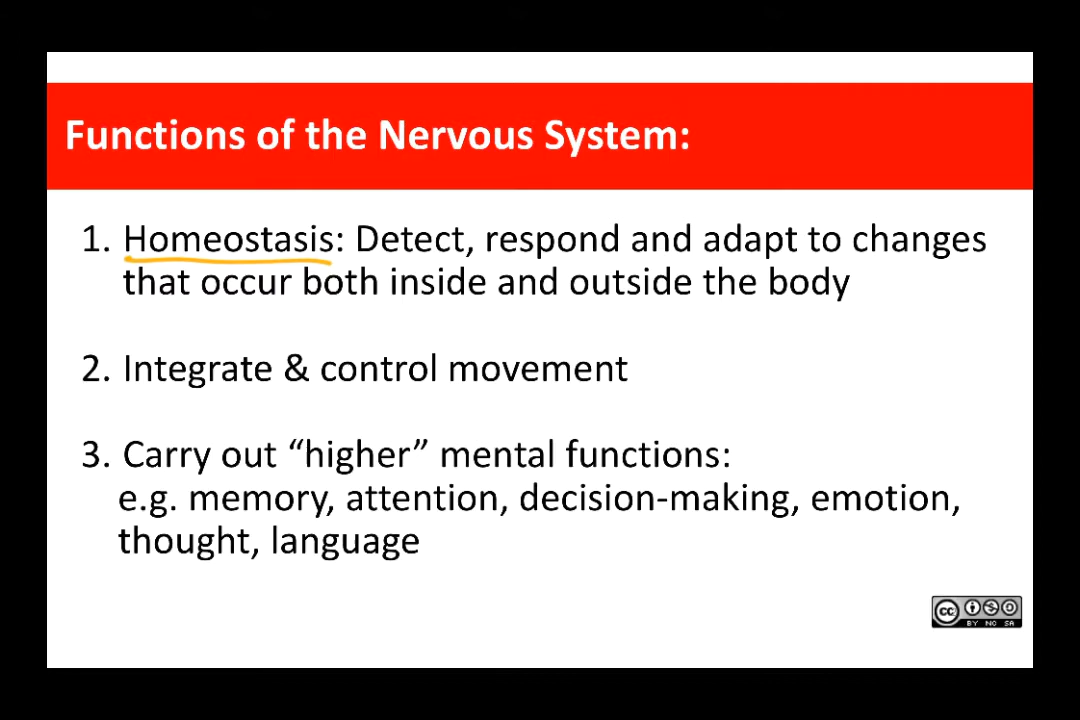 Functions of the Nervous System:
1. Homeostasis: Detect, respond and adapt to changes
that occur both inside and outside the body
2. Integrate & control movement
3. Carry out “higher” mental functions:
e.g. memory, attention, decision-making, emotion,
thought, language
cc
BY NC SA